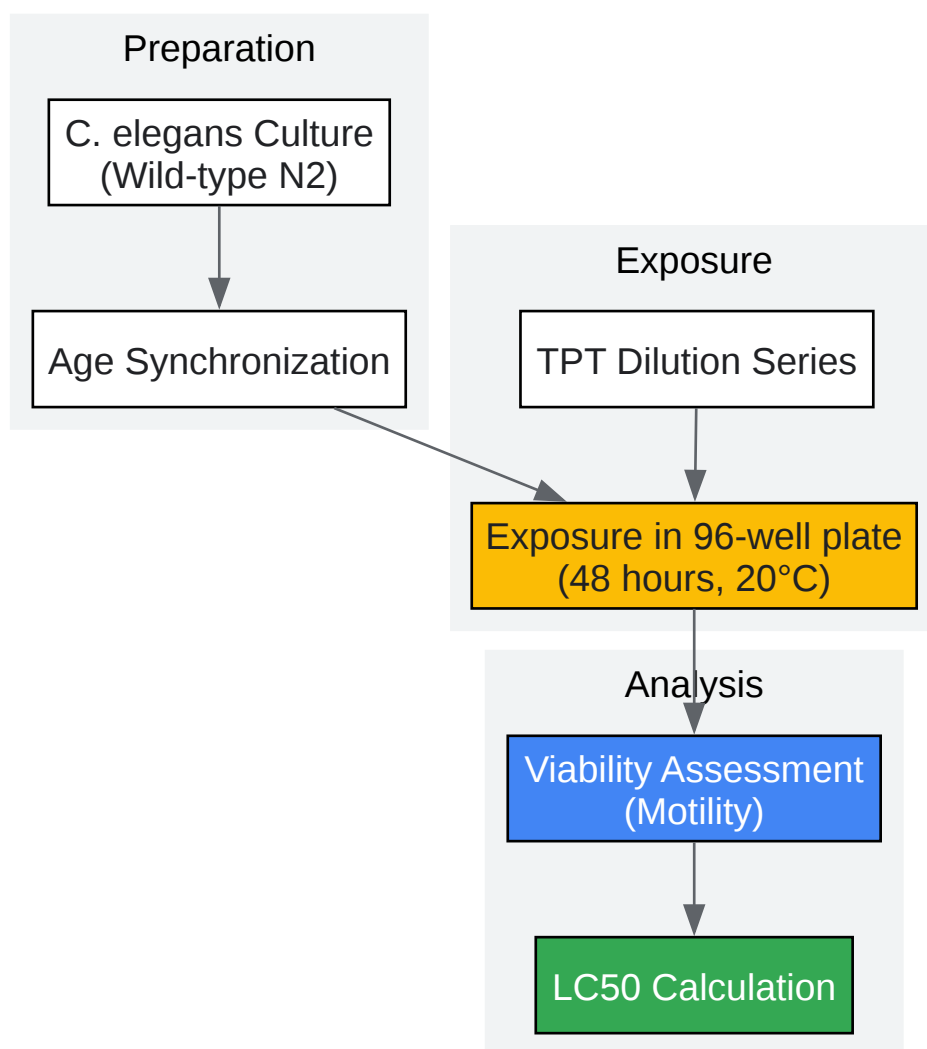 Preparation
C. elegans Culture
(Wild-type N2)
Age Synchronization
Exposure
TPT Dilution Series
Exposure in 96-well plate
(48 hours, 20°C)
Analysis
Viability Assessment
(Motility)
LC50 Calculation